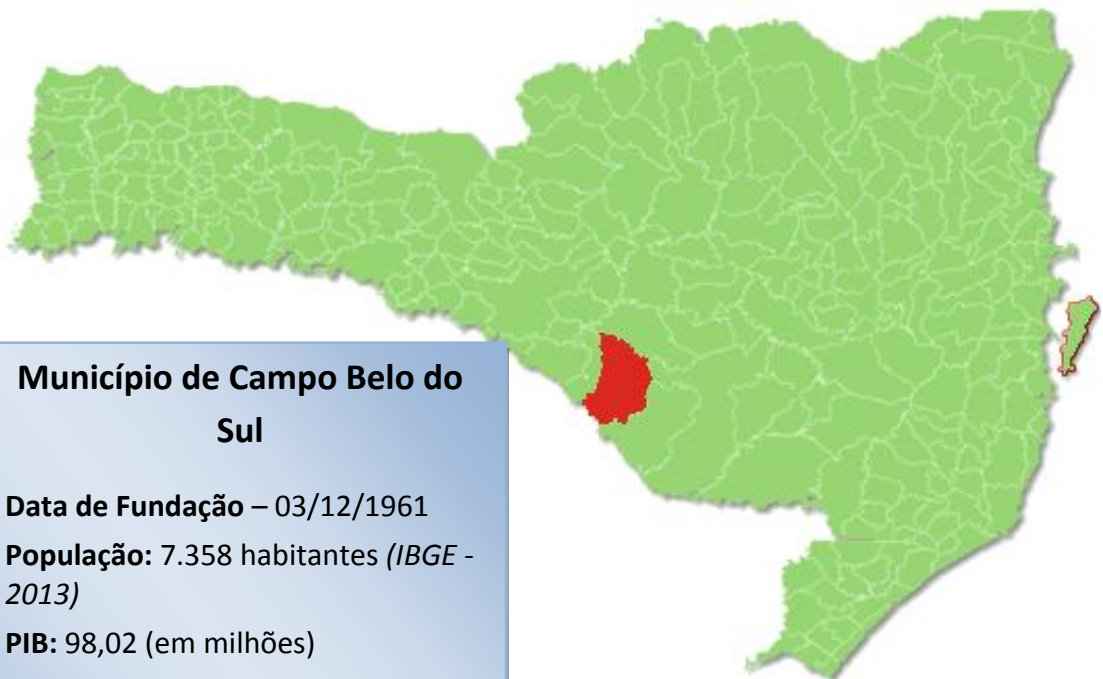 Município de Campo Belo do
Sul
Data de Fundação – 03/12/1961
População: 7.358 habitantes (IBGE -
2013)
PIB: 98,02 (em milhões)